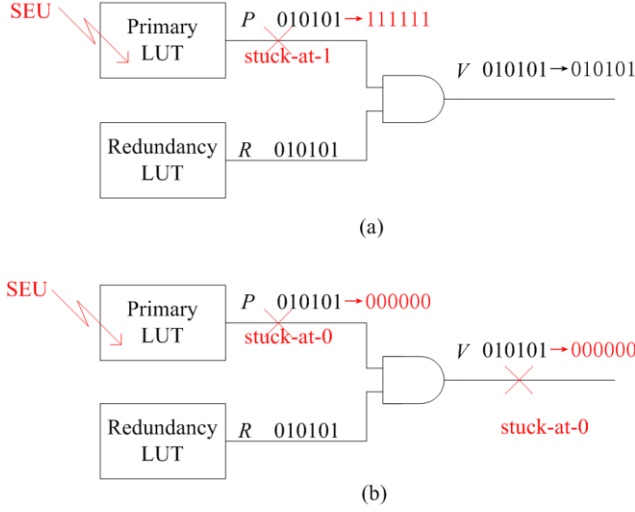 SEU
Primary
LUT
P 010101→111111
stuck-at-1
V 010101→010101
Redundancy
LUT
R 010101
(a)
SEU
Primary
LUT
P 010101→000000
stuck-at-0
V 010101→000000
stuck-at-0
Redundancy
LUT
R 010101
(b)